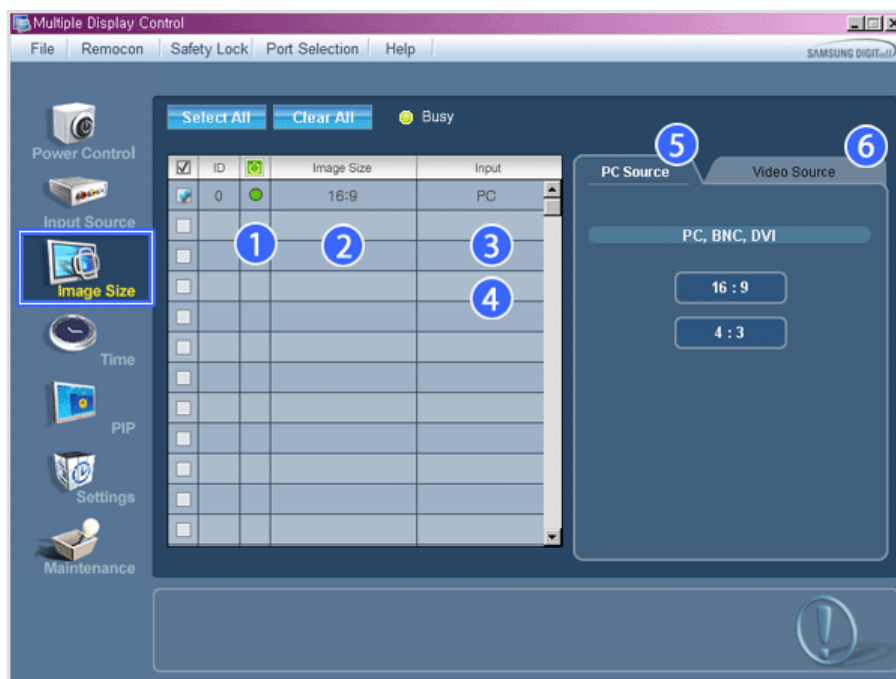 Multiple Display Control
File Remocon Safety Lock Port Selection Help
SAMSUNG DIGITall
Select All Clear All Busy
Power Control
Input Source
Image Size
Time
PIP
Settings
Maintenance
ID Image Size Input
0 16:9 PC
1 2 3
4
5 6
PC Source Video Source
PC, BNC, DVI
16 : 9
4 : 3